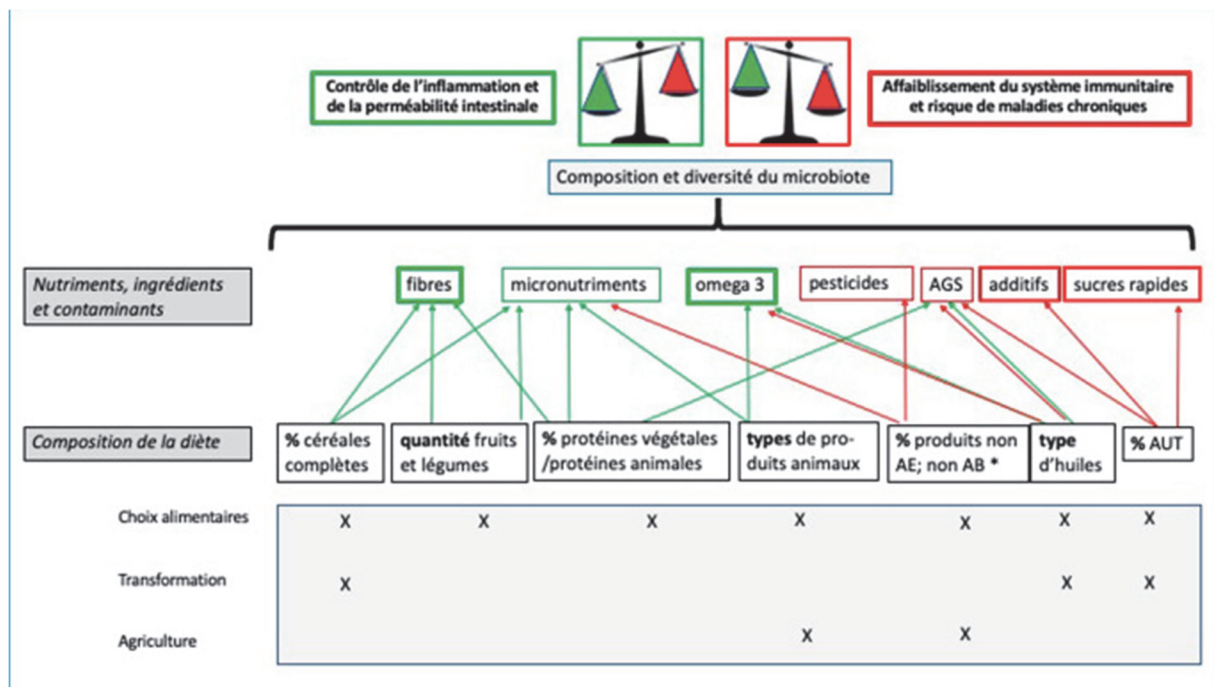 Contrôle de l'inflammation et
de la perméabilité intestinale
Affaiblissement du système immunitaire
et risque de maladies chroniques
Composition et diversité du microbiote
Nutriments, ingrédients
et contaminants
fibres
micronutriments
omega 3
pesticides
AGS
additifs
sucres rapides
Composition de la diète
% céréales
complètes
quantité fruits
et légumes
% protéines végétales
/protéines animales
types de pro-
duits animaux
% produits non
AE; non AB *
type
d'huiles
% AUT
Choix alimentaires X X X X X X X
Transformation X X X
Agriculture X X